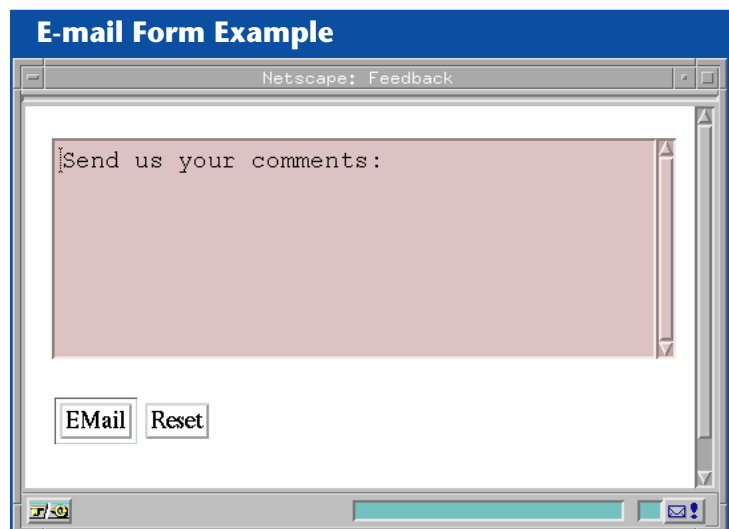 E-mail Form Example
Netscape: Feedback
Send us your comments:
EMail Reset